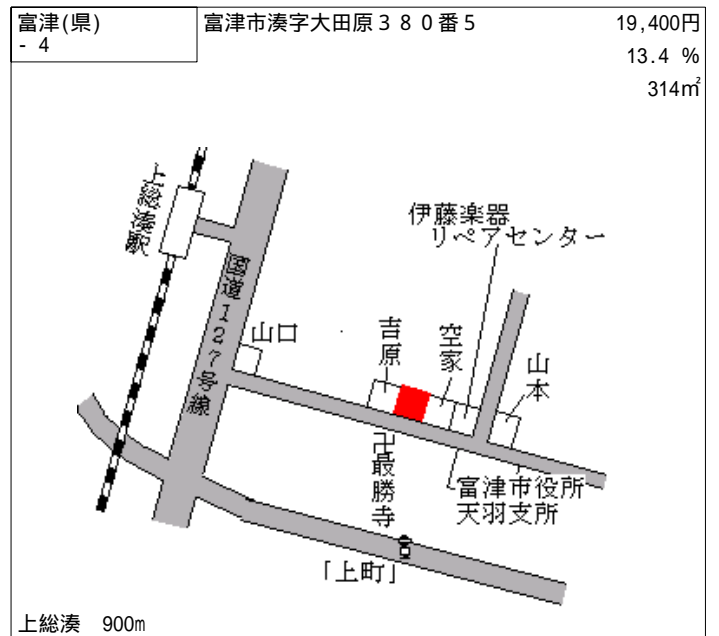 富津(県)
- 4
富津市湊字大田原３８０番５
19,400円
13.4 %
314㎡
上総湊駅
国道１２７号線
山口
吉原
空家
伊藤楽器
リペアセンター
山本
卍最勝寺
富津市役所
天羽支所
「上町」
上総湊 900m